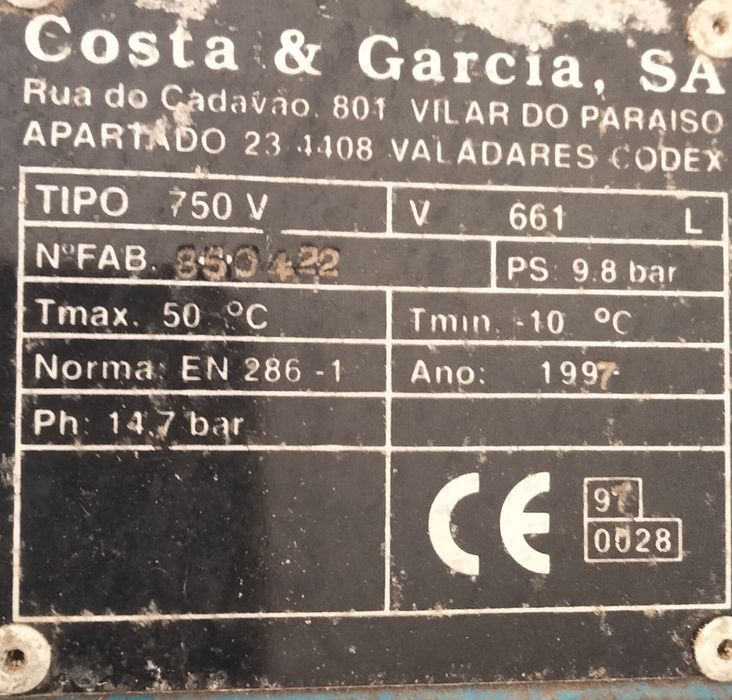 Costa & Garcia, SA
Rua do Cadavão, 801 VILAR DO PARAISO
APARTADO 23 4408 VALADARES CODEX
TIPO 750 V V 661 L
NºFAB. PS: 9.8 bar
Tmax. 50 ºC Tmin. -10 ºC
Norma: EN 286 -1 Ano: 1997
Ph: 14.7 bar
CE 97
0028